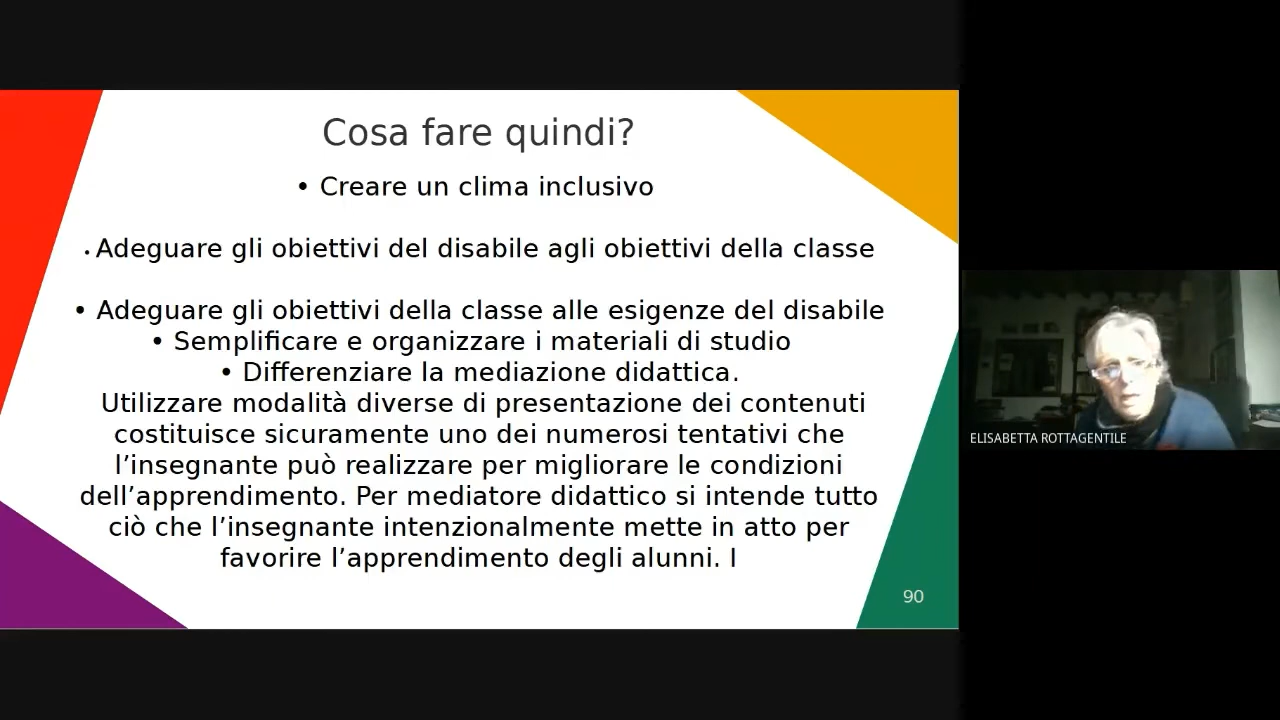 Cosa fare quindi?
• Creare un clima inclusivo
• Adeguare gli obiettivi del disabile agli obiettivi della classe
• Adeguare gli obiettivi della classe alle esigenze del disabile
• Semplificare e organizzare i materiali di studio
• Differenziare la mediazione didattica.
Utilizzare modalità diverse di presentazione dei contenuti
costituisce sicuramente uno dei numerosi tentativi che
l’insegnante può realizzare per migliorare le condizioni
dell’apprendimento. Per mediatore didattico si intende tutto
ciò che l’insegnante intenzionalmente mette in atto per
favorire l’apprendimento degli alunni. I
90
ELISABETTA ROTTAGENTILE